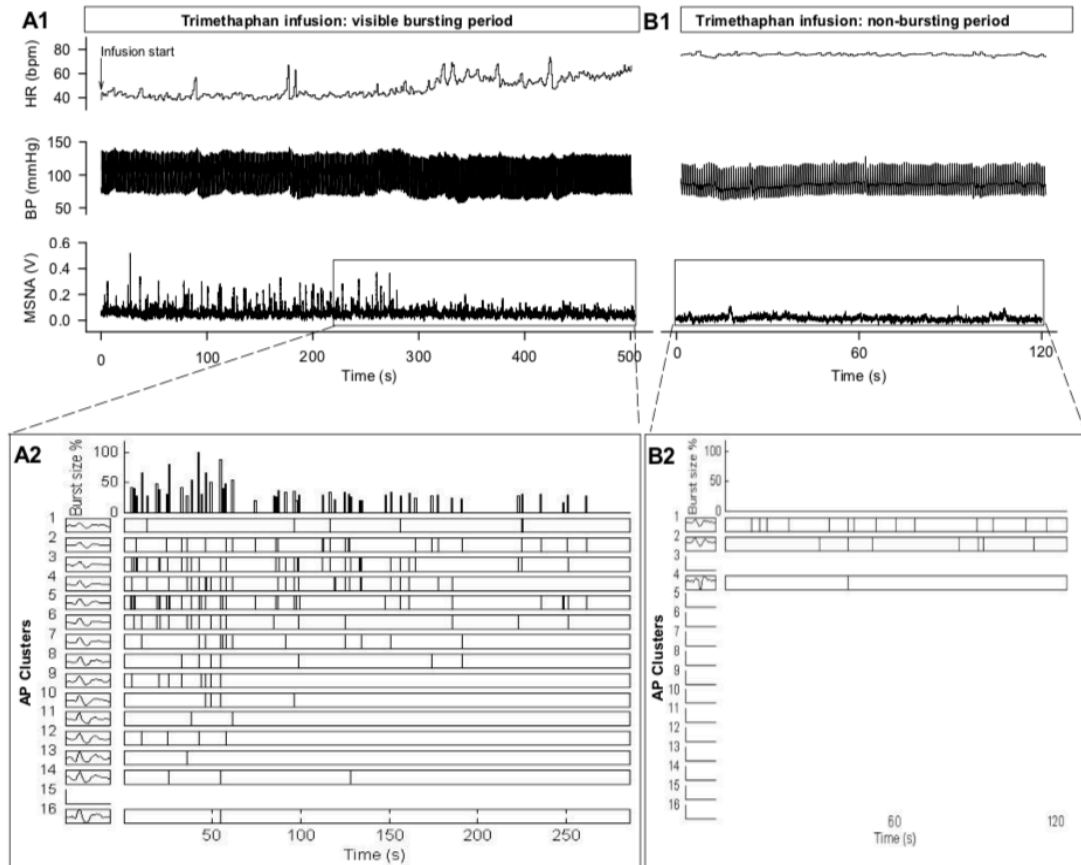 A1
Trimethaphan infusion: visible bursting period
B1
Trimethaphan infusion: non-bursting period
HR (bpm)
80
60
40
Infusion start
BP (mmHg)
150
100
50
MSNA (V)
0.6
0.4
0.2
0.0
0 100 200 300 400 500
Time (s)
0 60 120
Time (s)
A2
Burst size %
100
50
0
AP Clusters
1
2
3
4
5
6
7
8
9
10
11
12
13
14
15
16
50 100 150 200 250
Time (s)
B2
Burst size %
100
50
0
AP Clusters
1
2
3
4
5
6
7
8
9
10
11
12
13
14
15
16
60 120
Time (s)